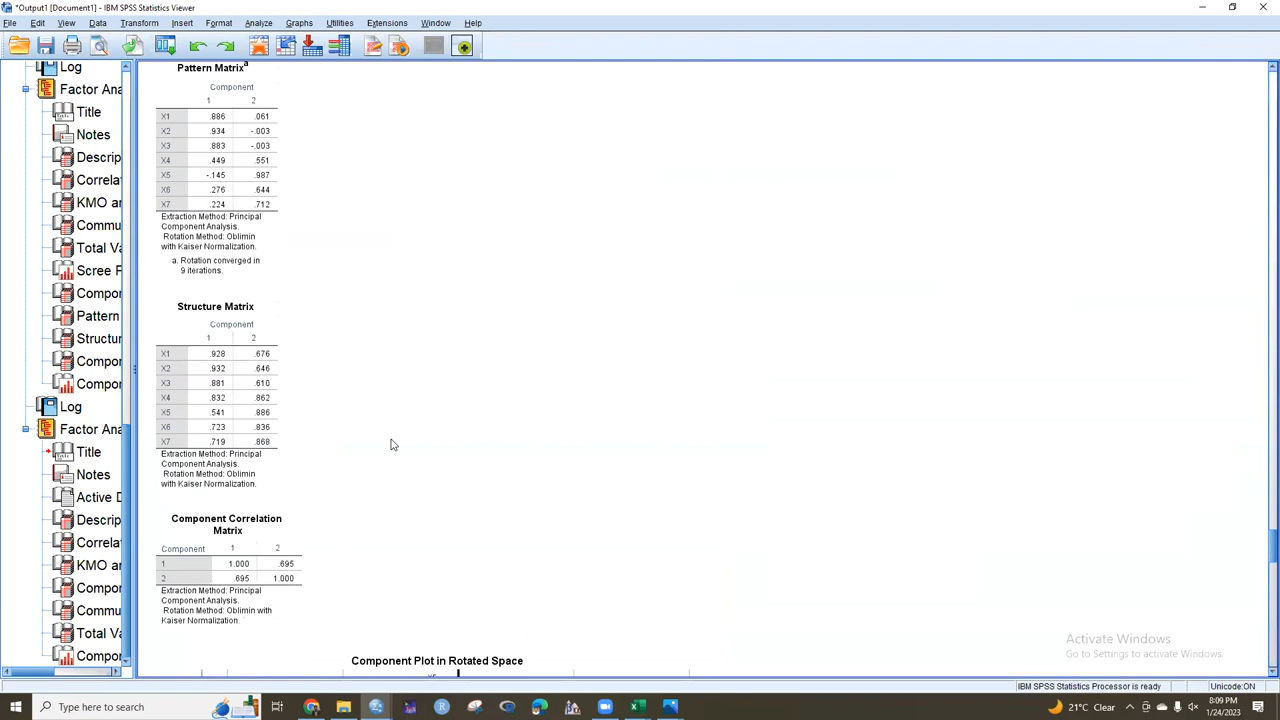 *Output1 [Document1] - IBM SPSS Statistics Viewer
File Edit View Data Transform Insert Format Analyze Graphs Utilities Extensions Window Help
Log
Factor Ana
Title
Notes
Descrip
Correla
KMO ar
Commu
Total Va
Scree P
Compor
Pattern
Structur
Compor
Compor
Log
Factor Ana
Title
Notes
Active D
Descrip
Correla
KMO ar
Compor
Commu
Total Va
Compor
Pattern Matrixa
Component
1 2
X1 .886 .061
X2 .934 -.003
X3 .883 -.003
X4 .449 .551
X5 -.145 .987
X6 .276 .644
X7 .224 .712
Extraction Method: Principal
Component Analysis.
Rotation Method: Oblimin
with Kaiser Normalization.
a. Rotation converged in
9 iterations.
Structure Matrix
Component
1 2
X1 .928 .676
X2 .932 .646
X3 .881 .610
X4 .832 .862
X5 .541 .886
X6 .723 .836
X7 .719 .868
Extraction Method: Principal
Component Analysis.
Rotation Method: Oblimin
with Kaiser Normalization.
Component Correlation
Matrix
Component 1 2
1 1.000 .695
2 .695 1.000
Extraction Method: Principal
Component Analysis.
Rotation Method: Oblimin with
Kaiser Normalization.
Component Plot in Rotated Space
Activate Windows
Go to Settings to activate Windows.
IBM SPSS Statistics Processor is ready Unicode:ON
Type here to search
21°C Clear
8:09 PM
1/24/2023